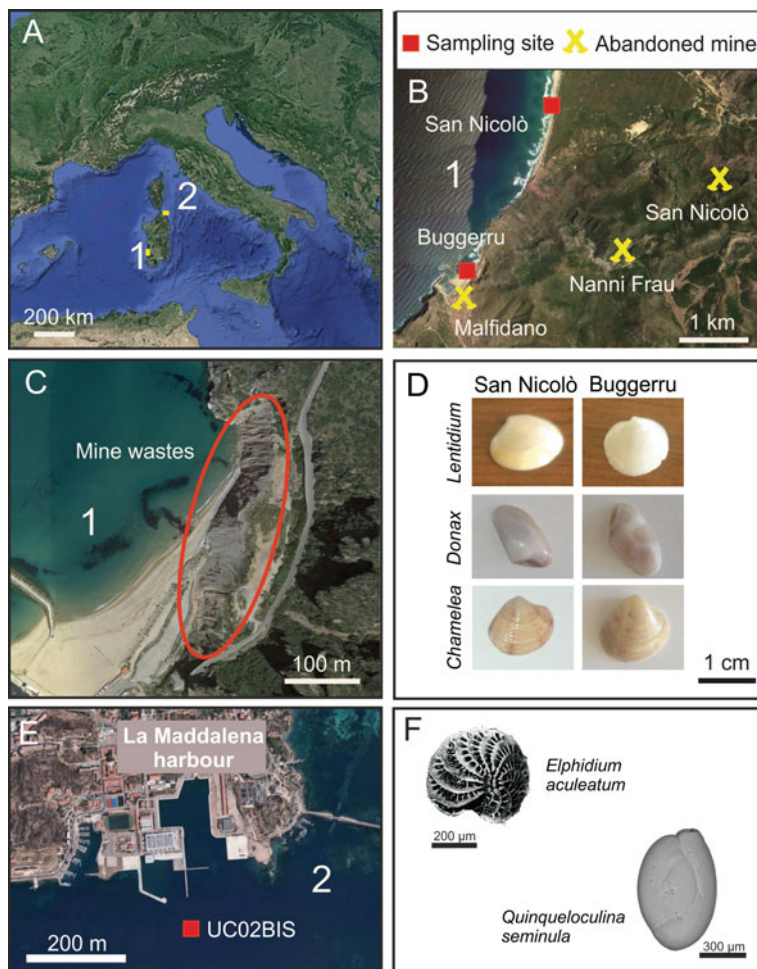 A
2
1
200 km
Sampling site
Abandoned mine
B
San Nicolò
1
San Nicolò
Buggerru
Nanni Frau
Malfidano
1 km
C
Mine wastes
1
100 m
D
San Nicolò
Buggerru
Lentidium
Donax
Chamelea
1 cm
E
La Maddalena
harbour
2
UC02BIS
200 m
F
Elphidium
aculeatum
200 µm
Quinqueloculina
seminula
300 µm